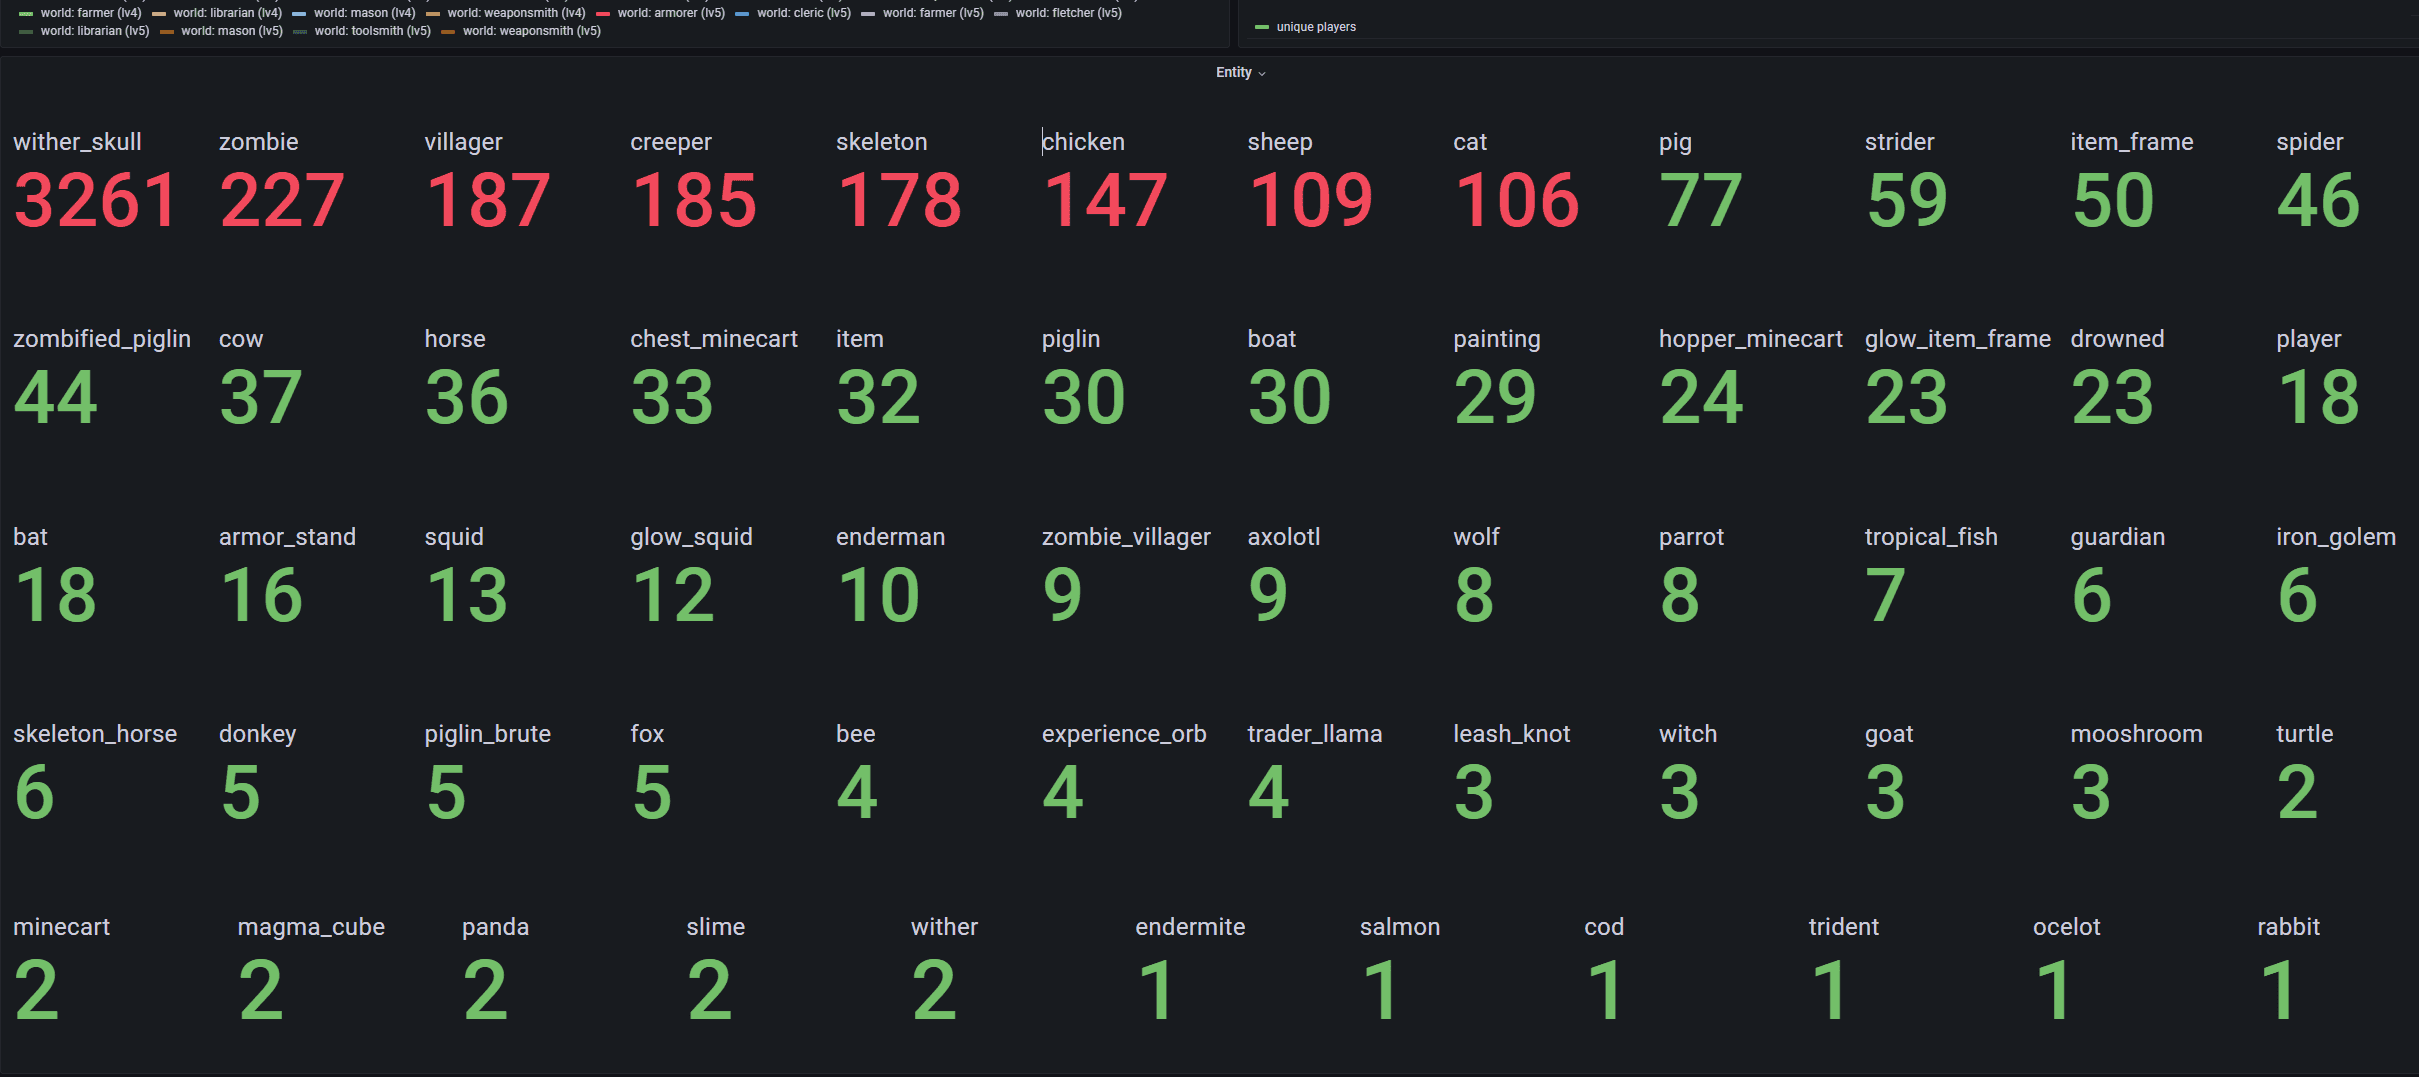 world: farmer (lv4) world: librarian (lv4) world: mason (lv4) world: weaponsmith (lv4) world: armorer (lv5) world: cleric (lv5) world: farmer (lv5) world: fletcher (lv5)
world: librarian (lv5) world: mason (lv5) world: toolsmith (lv5) world: weaponsmith (lv5)
unique players
Entity
wither_skull zombie villager creeper skeleton chicken sheep cat pig strider item_frame spider
3261 227 187 185 178 147 109 106 77 59 50 46
zombified_piglin cow horse chest_minecart item piglin boat painting hopper_minecart glow_item_frame drowned player
44 37 36 33 32 30 30 29 24 23 23 18
bat armor_stand squid glow_squid enderman zombie_villager axolotl wolf parrot tropical_fish guardian iron_golem
18 16 13 12 10 9 9 8 8 7 6 6
skeleton_horse donkey piglin_brute fox bee experience_orb trader_llama leash_knot witch goat mooshroom turtle
6 5 5 5 4 4 4 3 3 3 3 2
minecart magma_cube panda slime wither endermite salmon cod trident ocelot rabbit
2 2 2 2 2 1 1 1 1 1 1